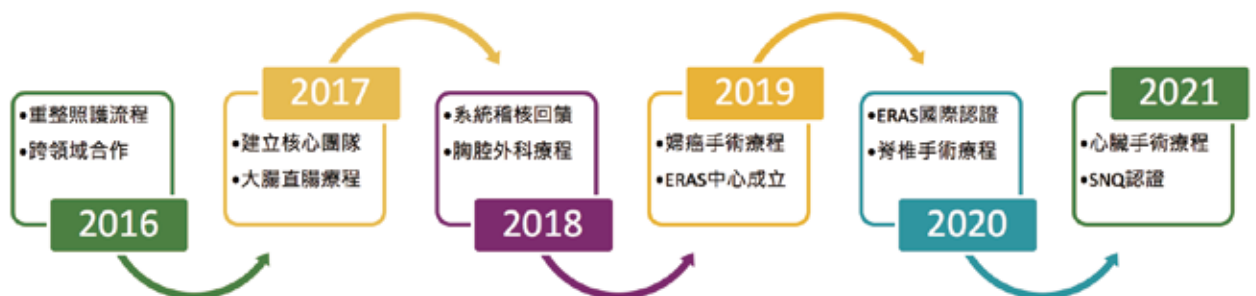 •重整照護流程
•跨領域合作
2016
2017
•建立核心團隊
•大腸直腸療程
•系統稽核回饋
•胸腔外科療程
2018
2019
•婦癌手術療程
•ERAS中心成立
•ERAS國際認證
•脊椎手術療程
2020
2021
•心臟手術療程
•SNQ認證